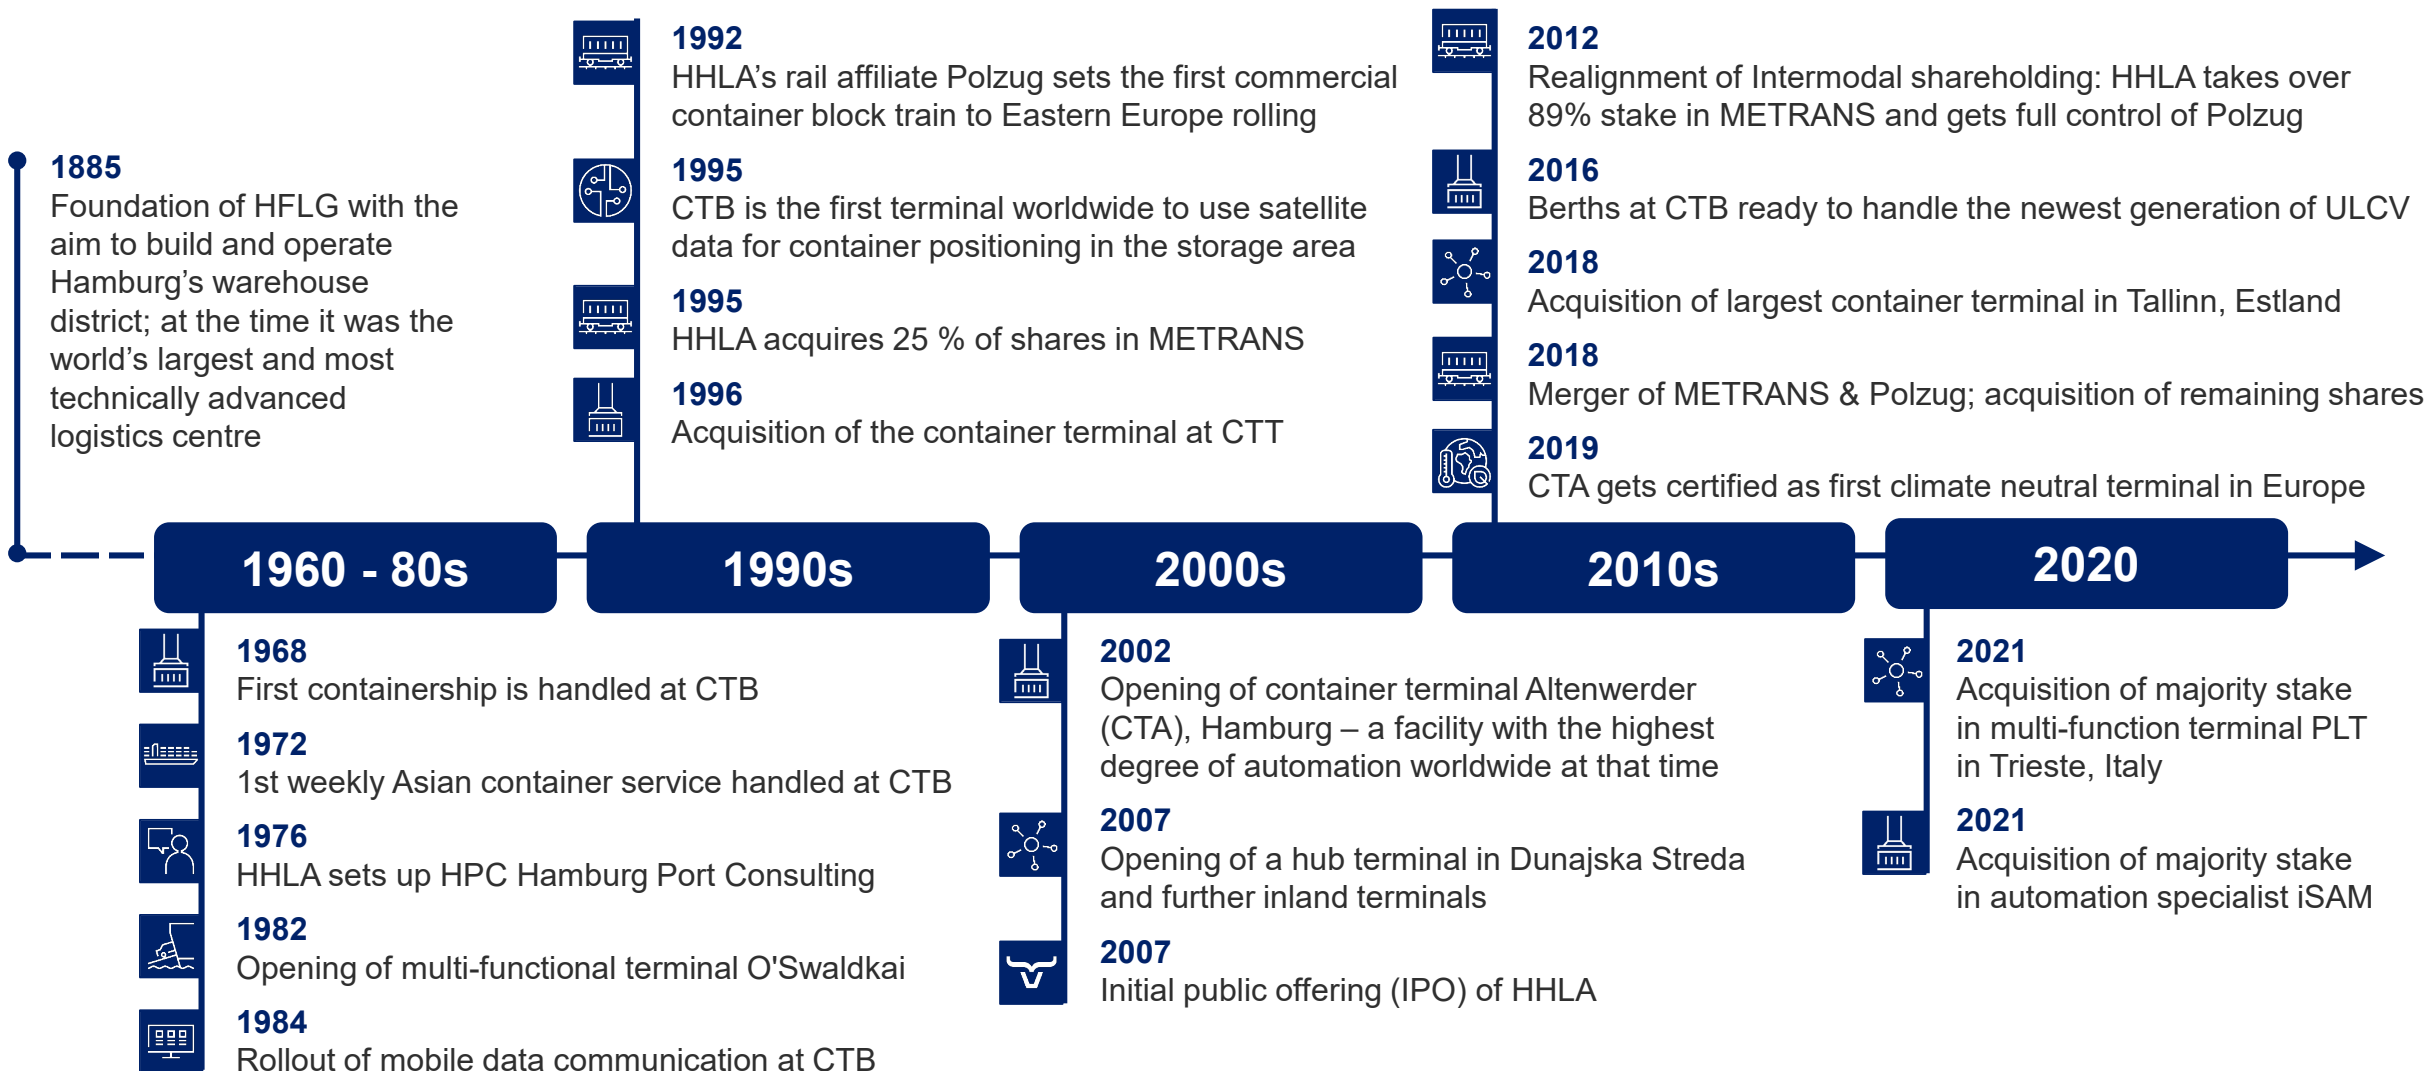 1885
Foundation of HFLG with the
aim to build and operate
Hamburg’s warehouse
district; at the time it was the
world’s largest and most
technically advanced
logistics centre
1992
HHLA’s rail affiliate Polzug sets the first commercial
container block train to Eastern Europe rolling
1995
CTB is the first terminal worldwide to use satellite
data for container positioning in the storage area
1995
HHLA acquires 25 % of shares in METRANS
1996
Acquisition of the container terminal at CTT
2012
Realignment of Intermodal shareholding: HHLA takes over
89% stake in METRANS and gets full control of Polzug
2016
Berths at CTB ready to handle the newest generation of ULCV
2018
Acquisition of largest container terminal in Tallinn, Estland
2018
Merger of METRANS & Polzug; acquisition of remaining shares
2019
CTA gets certified as first climate neutral terminal in Europe
1960 - 80s
1990s
2000s
2010s
2020
1968
First containership is handled at CTB
1972
1st weekly Asian container service handled at CTB
1976
HHLA sets up HPC Hamburg Port Consulting
1982
Opening of multi-functional terminal O'Swaldkai
1984
Rollout of mobile data communication at CTB
2002
Opening of container terminal Altenwerder
(CTA), Hamburg – a facility with the highest
degree of automation worldwide at that time
2007
Opening of a hub terminal in Dunajska Streda
and further inland terminals
2007
Initial public offering (IPO) of HHLA
2021
Acquisition of majority stake
in multi-function terminal PLT
in Trieste, Italy
2021
Acquisition of majority stake
in automation specialist iSAM